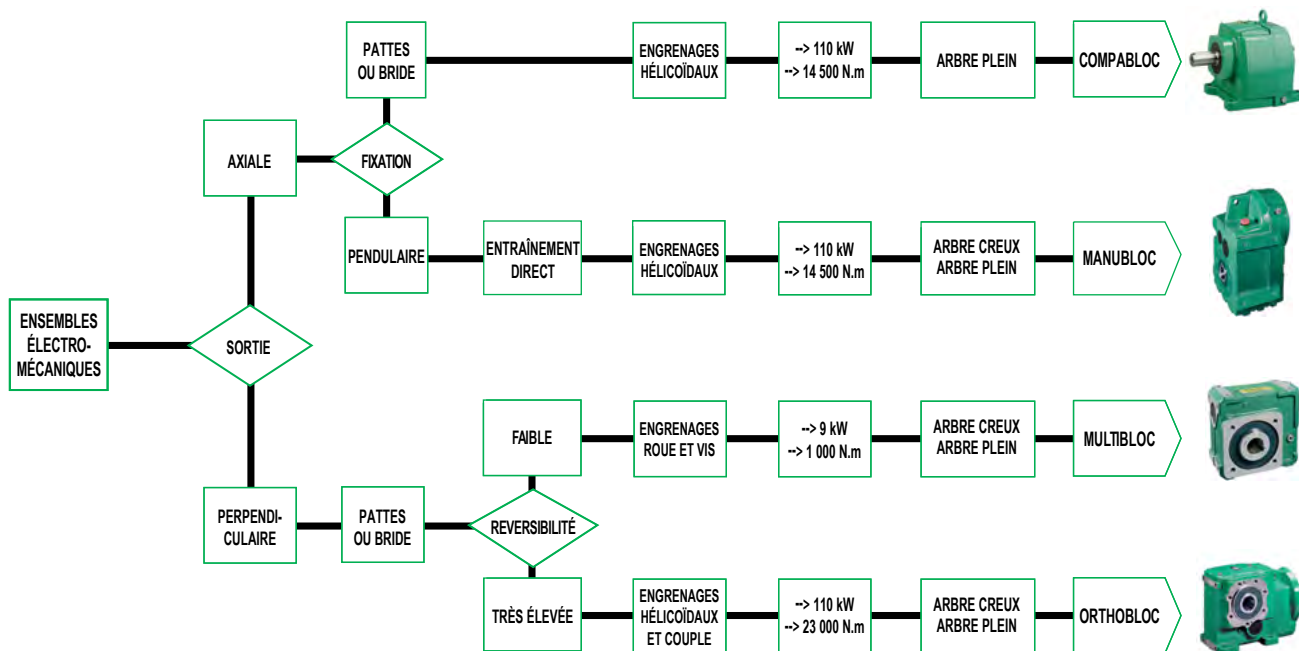 PATTES
OU BRIDE
ENGRENAGES
HÉLICOÏDAUX
--> 110 kW
--> 14 500 N.m
ARBRE PLEIN
COMPABLOC
AXIALE
FIXATION
PENDULAIRE
ENTRAÎNEMENT
DIRECT
ENGRENAGES
HÉLICOÏDAUX
--> 110 kW
--> 14 500 N.m
ARBRE CREUX
ARBRE PLEIN
MANUBLOC
ENSEMBLES
ÉLECTRO-
MÉCANIQUES
SORTIE
FAIBLE
ENGRENAGES
ROUE ET VIS
--> 9 kW
--> 1 000 N.m
ARBRE CREUX
ARBRE PLEIN
MULTIBLOC
PERPENDI-
CULAIRE
PATTES
OU BRIDE
REVERSIBILITÉ
TRÈS ÉLEVÉE
ENGRENAGES
HÉLICOÏDAUX
ET COUPLE
--> 110 kW
--> 23 000 N.m
ARBRE CREUX
ARBRE PLEIN
ORTHOBLOC